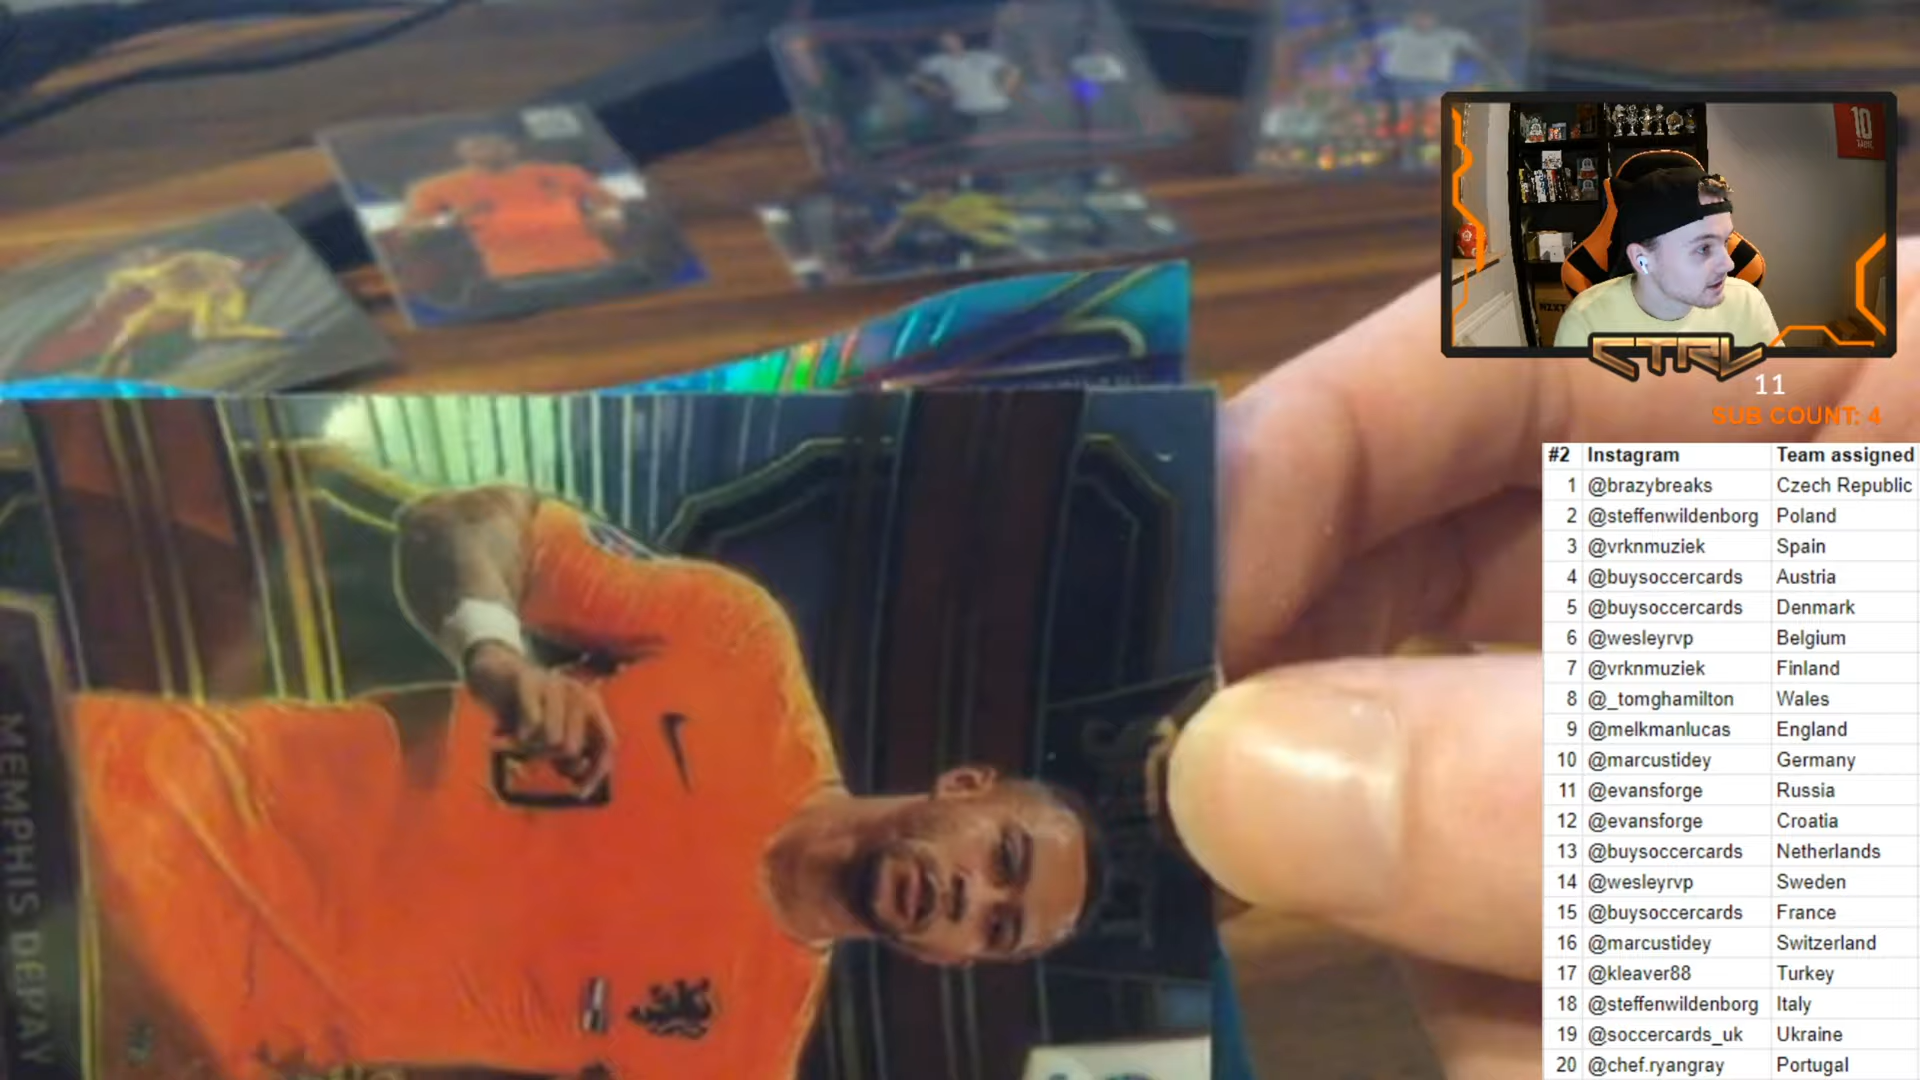 10
CTRL
11
SUB COUNT: 4
#2 Instagram Team assigned
1 @brazybreaks Czech Republic
2 @steffenwildenborg Poland
3 @vrknmuziek Spain
4 @buysoccercards Austria
5 @buysoccercards Denmark
6 @wesleyrvp Belgium
7 @vrknmuziek Finland
8 @_tomghamilton Wales
9 @melkmanlucas England
10 @marcustidey Germany
11 @evansforge Russia
12 @evansforge Croatia
13 @buysoccercards Netherlands
14 @wesleyrvp Sweden
15 @buysoccercards France
16 @marcustidey Switzerland
17 @kleaver88 Turkey
18 @steffenwildenborg Italy
19 @soccercards_uk Ukraine
20 @chef.ryangray Portugal
MEMPHIS DEPAY